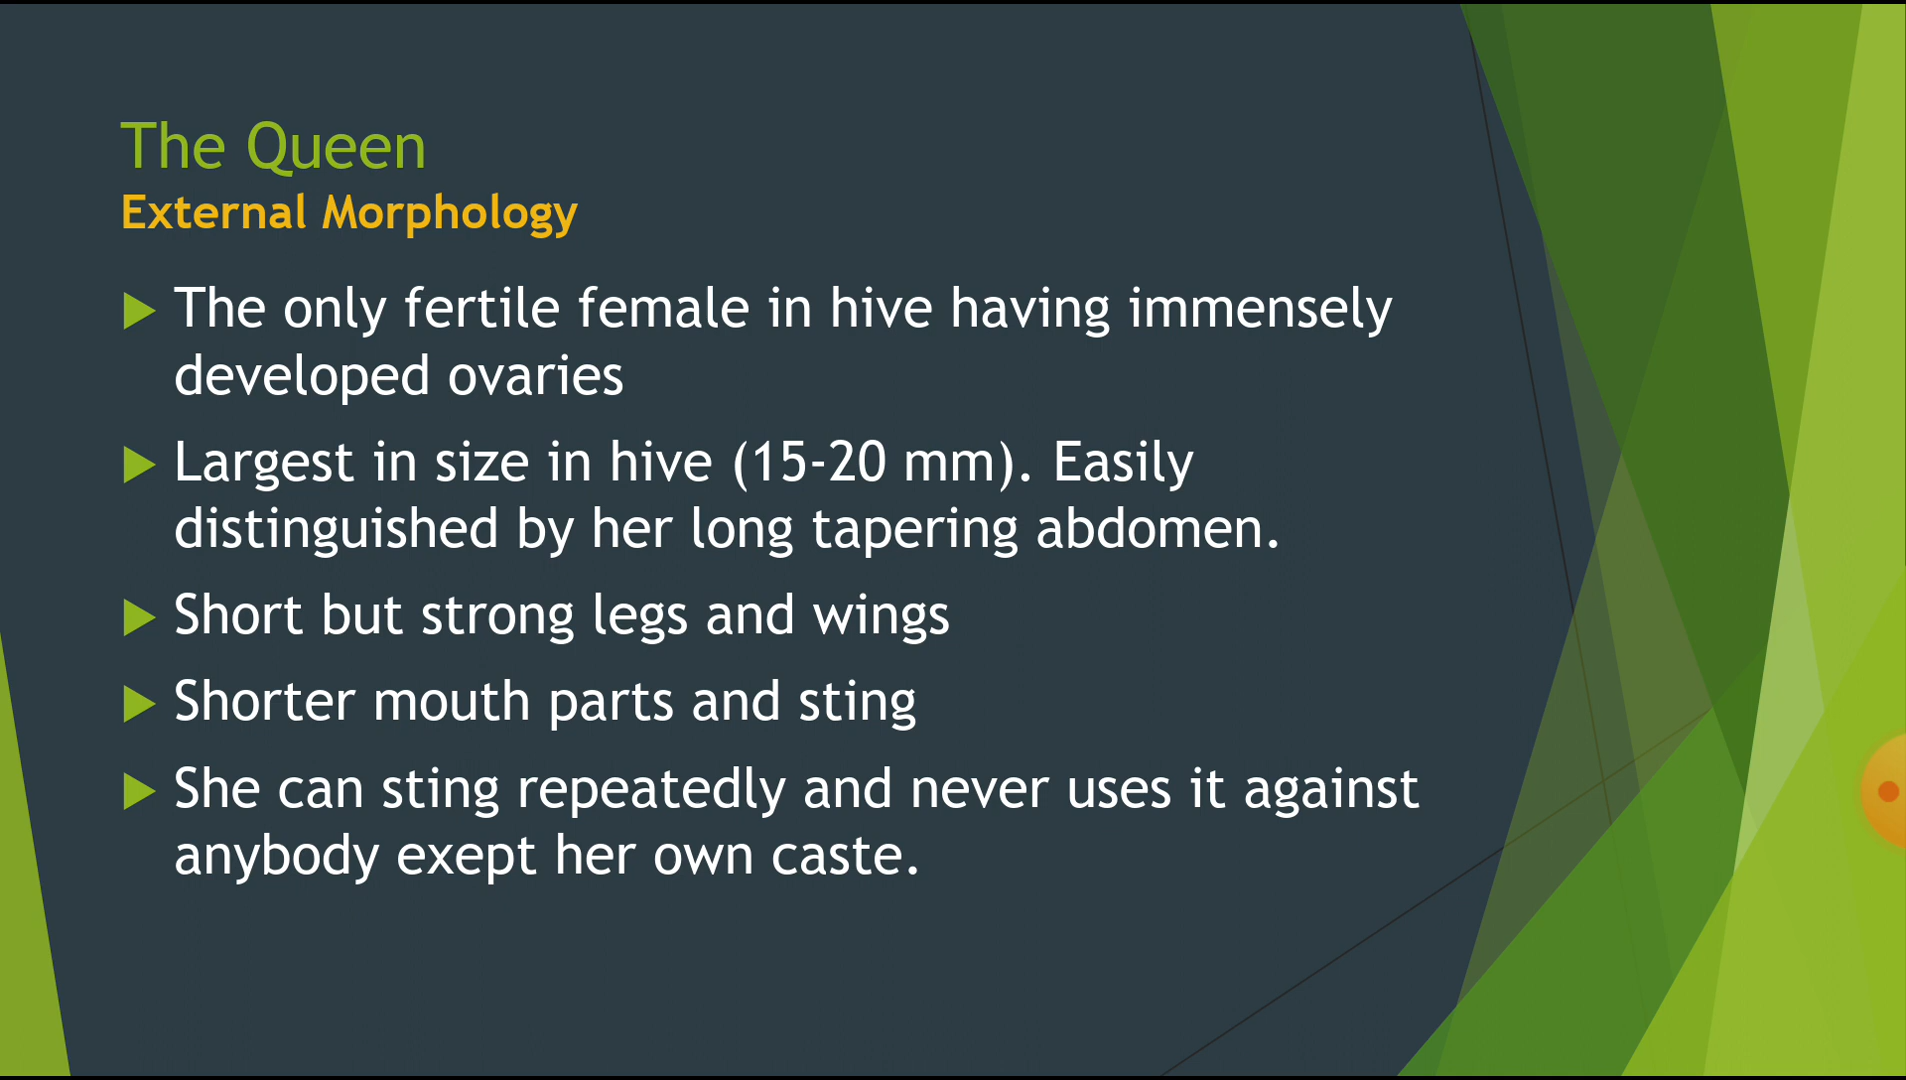 The Queen
External Morphology
The only fertile female in hive having immensely
developed ovaries
Largest in size in hive (15-20 mm). Easily
distinguished by her long tapering abdomen.
Short but strong legs and wings
Shorter mouth parts and sting
She can sting repeatedly and never uses it against
anybody exept her own caste.